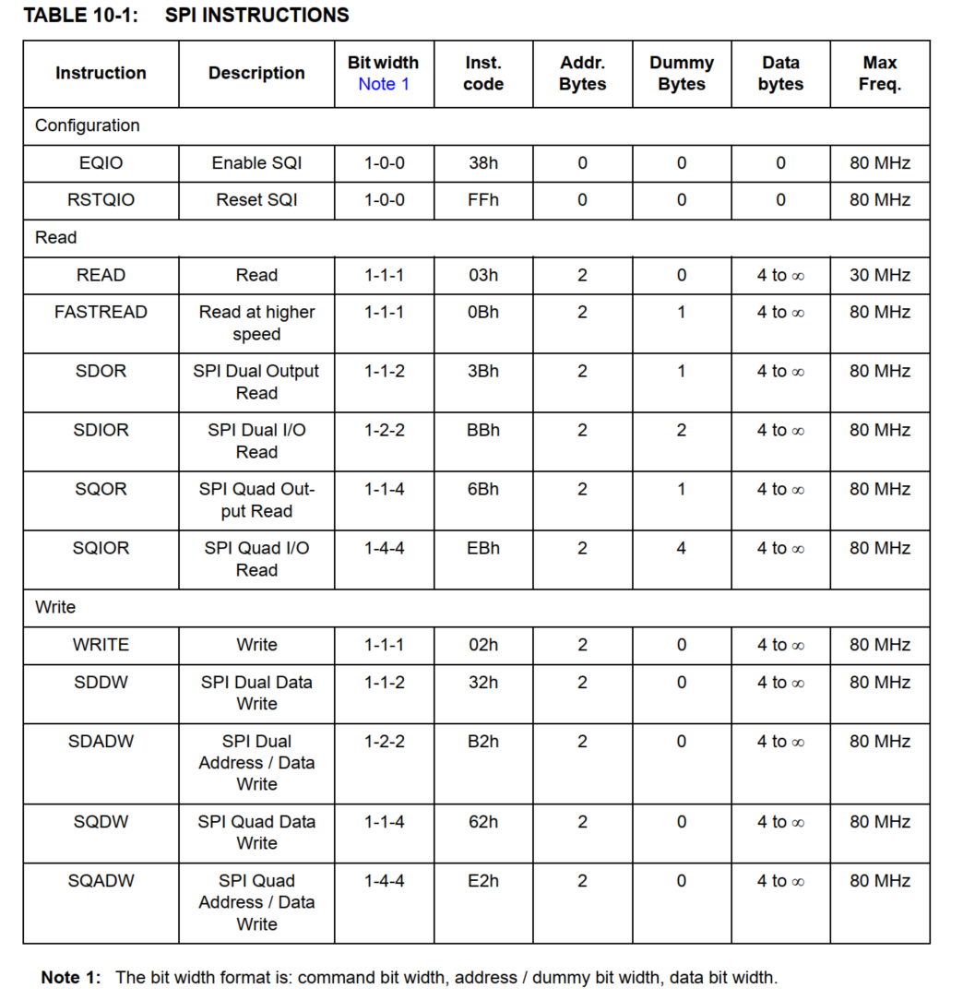 TABLE 10-1: SPI INSTRUCTIONS
Instruction Description Bit width Note 1 Inst. code Addr. Bytes Dummy Bytes Data bytes Max Freq.
Configuration
EQIO Enable SQI 1-0-0 38h 0 0 0 80 MHz
RSTQIO Reset SQI 1-0-0 FFh 0 0 0 80 MHz
Read
READ Read 1-1-1 03h 2 0 4 to ∞ 30 MHz
FASTREAD Read at higher speed 1-1-1 0Bh 2 1 4 to ∞ 80 MHz
SDOR SPI Dual Output Read 1-1-2 3Bh 2 1 4 to ∞ 80 MHz
SDIOR SPI Dual I/O Read 1-2-2 BBh 2 2 4 to ∞ 80 MHz
SQOR SPI Quad Out-put Read 1-1-4 6Bh 2 1 4 to ∞ 80 MHz
SQIOR SPI Quad I/O Read 1-4-4 EBh 2 4 4 to ∞ 80 MHz
Write
WRITE Write 1-1-1 02h 2 0 4 to ∞ 80 MHz
SDDW SPI Dual Data Write 1-1-2 32h 2 0 4 to ∞ 80 MHz
SDADW SPI Dual Address / Data Write 1-2-2 B2h 2 0 4 to ∞ 80 MHz
SQDW SPI Quad Data Write 1-1-4 62h 2 0 4 to ∞ 80 MHz
SQADW SPI Quad Address / Data Write 1-4-4 E2h 2 0 4 to ∞ 80 MHz
Note 1: The bit width format is: command bit width, address / dummy bit width, data bit width.